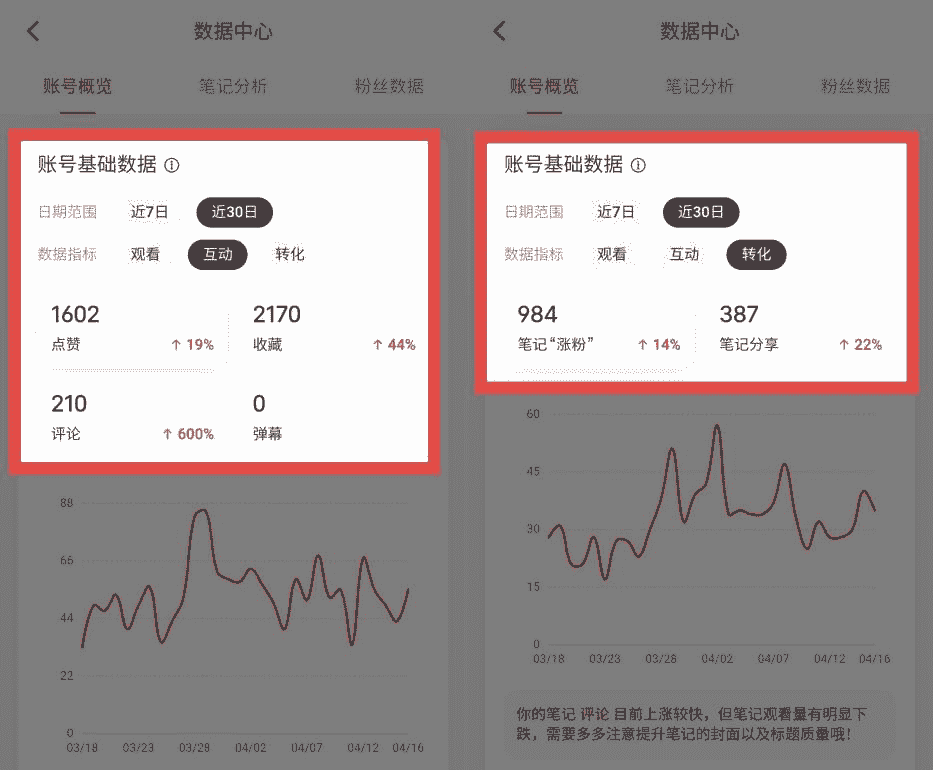 数据中心
账号概览 笔记分析 粉丝数据
账号基础数据
日期范围 近7日 近30日
数据指标 观看 互动 转化
1602 2170
点赞 ↑ 19% 收藏 ↑ 44%
210 0
评论 ↑ 600% 弹幕
88
66
44
22
0
03/18 03/23 03/28 04/02 04/07 04/12 04/16
数据中心
账号概览 笔记分析 粉丝数据
账号基础数据
日期范围 近7日 近30日
数据指标 观看 互动 转化
984 387
笔记“涨粉” ↑ 14% 笔记分享 ↑ 22%
60
45
30
15
0
03/18 03/23 03/28 04/02 04/07 04/12 04/16
你的笔记 评论 目前上涨较快，但笔记观看量有明显下
跌，需要多多注意提升笔记的封面以及标题质量哦！